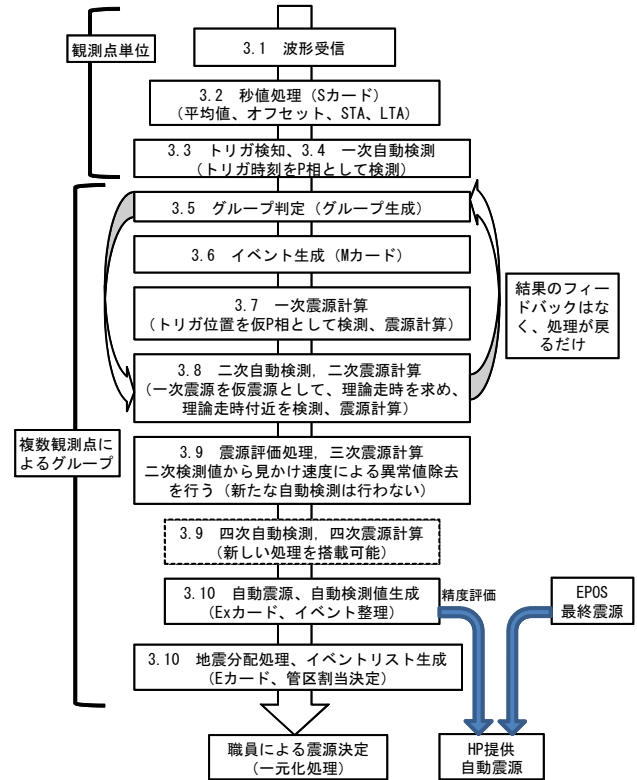 観測点単位
3.1 波形受信
3.2 秒値処理（Sカード）
（平均値、オフセット、STA、LTA）
3.3 トリガ検知、3.4 一次自動検測
（トリガ時刻をP相として検測）
3.5 グループ判定（グループ生成）
3.6 イベント生成（Mカード）
3.7 一次震源計算
（トリガ位置を仮P相として検測、震源計算）
結果のフィー
ドバックはな
く、処理が戻
るだけ
3.8 二次自動検測，二次震源計算
（一次震源を仮震源として、理論走時を求め、
理論走時付近を検測、震源計算）
複数観測点に
よるグループ
3.9 震源評価処理，三次震源計算
二次検測値から見かけ速度による異常値除去
を行う（新たな自動検測は行わない）
3.9 四次自動検測，四次震源計算
（新しい処理を搭載可能）
3.10 自動震源、自動検測値生成
（Exカード、イベント整理）
精度評価
EPOS
最終震源
3.10 地震分配処理、イベントリスト生成
（Eカード、管区割当決定）
職員による震源決定
（一元化処理）
HP提供
自動震源